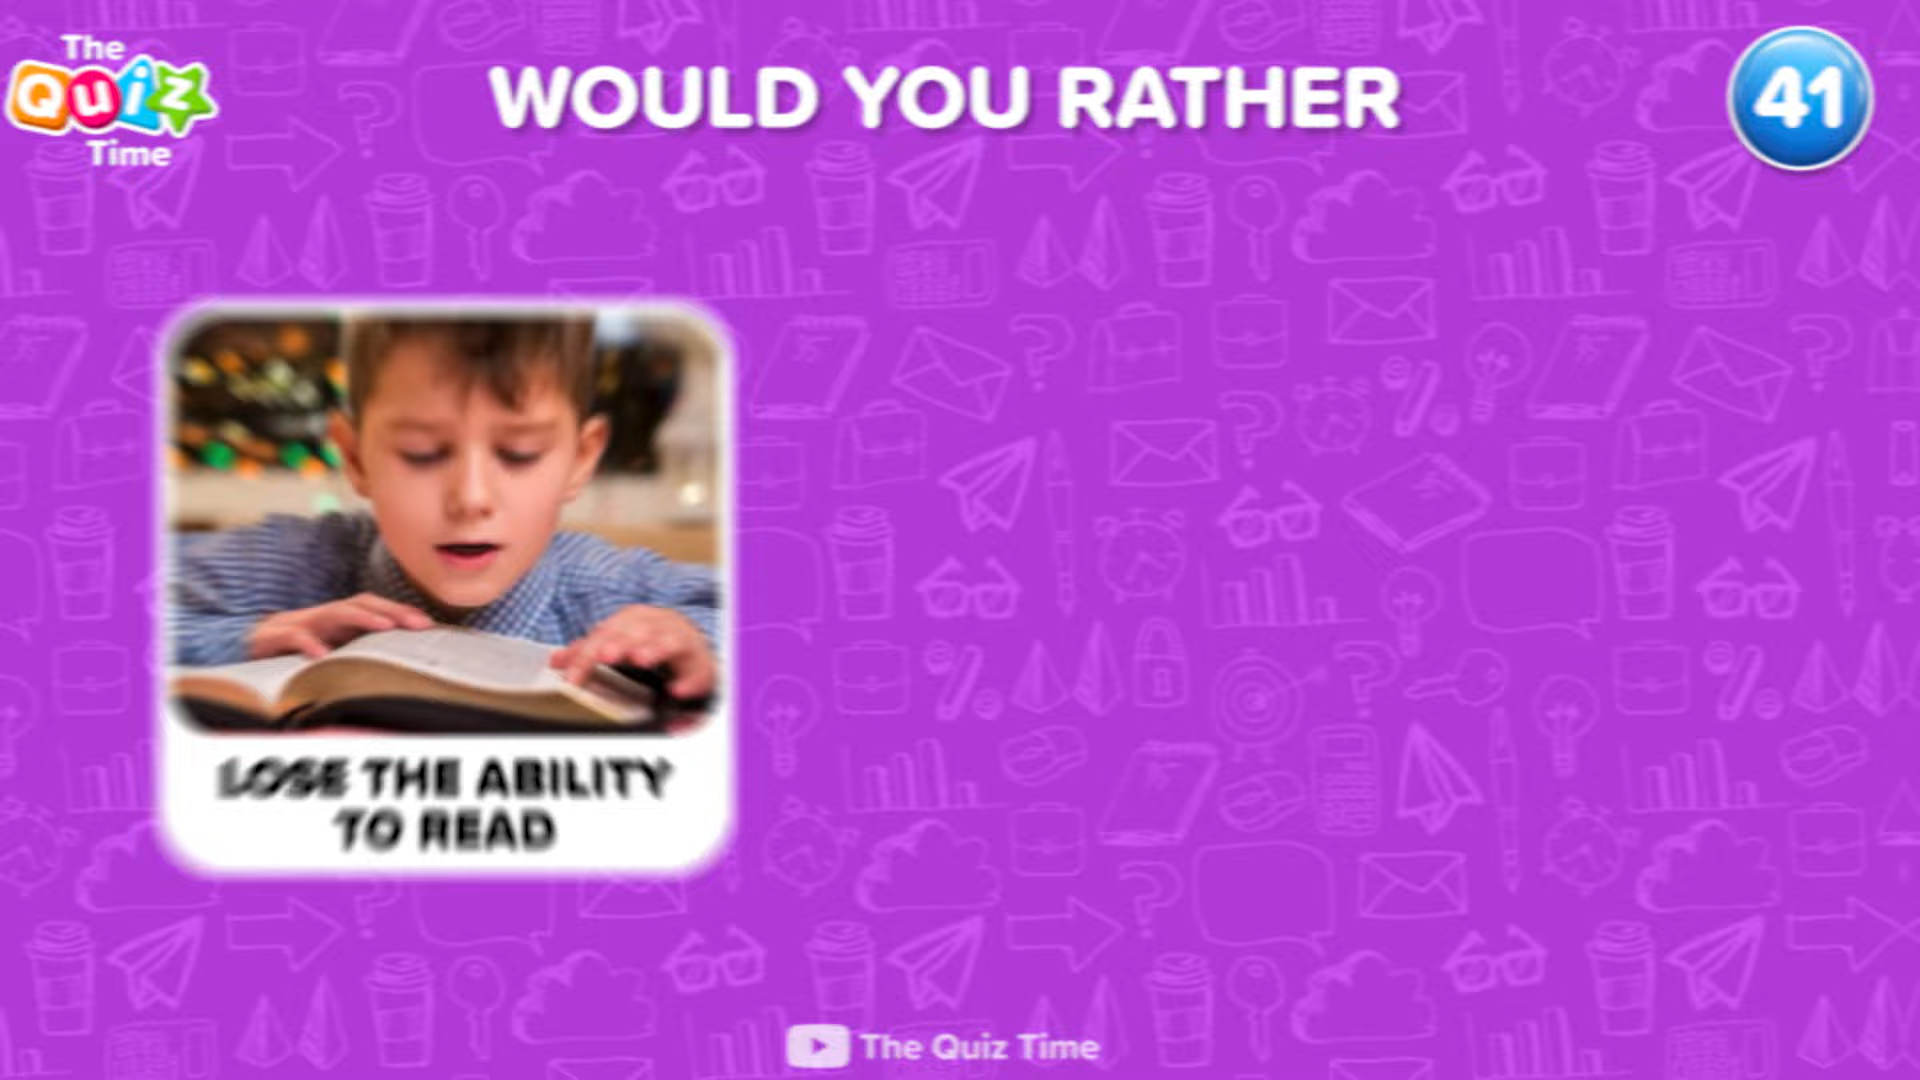 The
Quiz
Time
WOULD YOU RATHER
41
LOSE THE ABILITY
TO READ
The Quiz Time